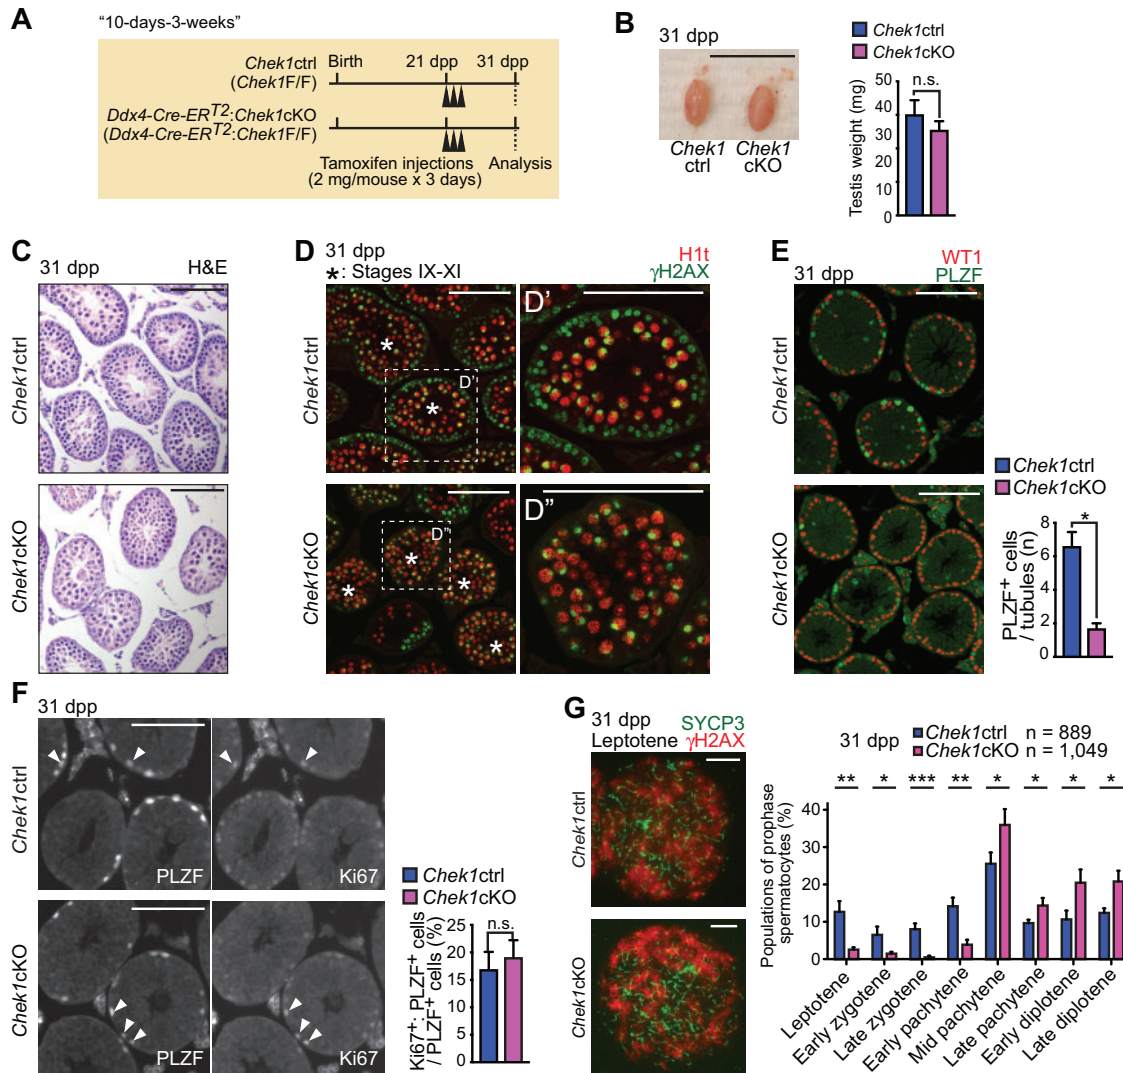 A
"10-days-3-weeks"
Chek1ctrl
(Chek1F/F)
Birth
21 dpp
31 dpp
Ddx4-Cre-ERT2:Chek1cKO
(Ddx4-Cre-ERT2:Chek1F/F)
Tamoxifen injections
(2 mg/mouse x 3 days)
Analysis
B
31 dpp
Chek1
ctrl
Chek1
cKO
Chek1ctrl
Chek1cKO
n.s.
Testis weight (mg)
50
40
30
20
10
0
C
31 dpp
H&E
Chek1ctrl
Chek1cKO
D
31 dpp
*: Stages IX-XI
H1t
γH2AX
Chek1ctrl
D'
D'
Chek1cKO
D"
D"
E
31 dpp
WT1
PLZF
Chek1ctrl
Chek1cKO
Chek1ctrl
Chek1cKO
*
PLZF+ cells
/ tubules (n)
8
6
4
2
0
F
31 dpp
Chek1ctrl
PLZF
Ki67
Chek1cKO
PLZF
Ki67
Chek1ctrl
Chek1cKO
n.s.
Ki67+: PLZF+ cells
/ PLZF+ cells (%)
25
20
15
10
5
0
G
31 dpp
Leptotene
SYCP3
γH2AX
Chek1ctrl
Chek1cKO
31 dpp
Chek1ctrl n = 889
Chek1cKO n = 1,049
** * *** ** * * * *
Populations of prophase
spermatocytes (%)
40
30
20
10
0
Leptotene
Early zygotene
Late zygotene
Early pachytene
Mid pachytene
Late pachytene
Early diplotene
Late diplotene